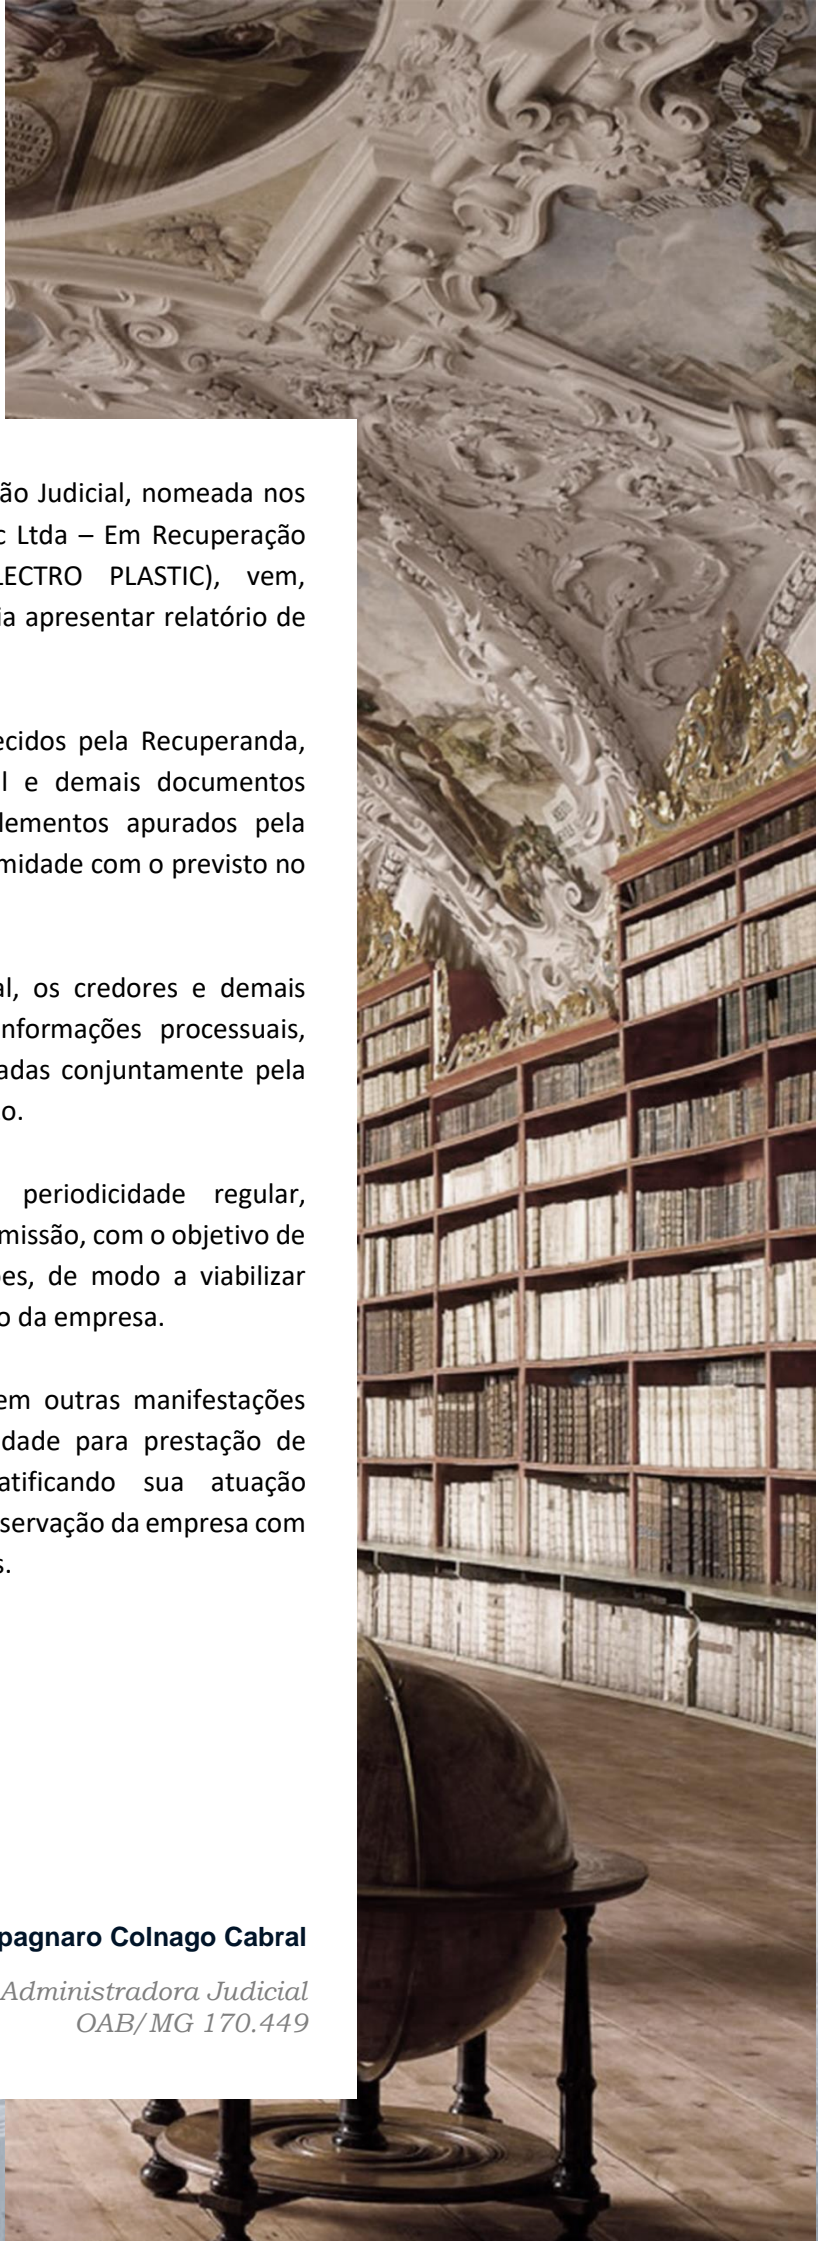 ão Judicial, nomeada nos
c Ltda – Em Recuperação
LECTRO PLASTIC), vem,
ia apresentar relatório de
ecidos pela Recuperanda,
l e demais documentos
lementos apurados pela
midade com o previsto no
al, os credores e demais
nformações processuais,
adas conjuntamente pela
o.
periodicidade regular,
missão, com o objetivo de
es, de modo a viabilizar
o da empresa.
em outras manifestações
dade para prestação de
atificando sua atuação
servação da empresa com
s.
pagnaro Colnago Cabral
Administradora Judicial
OAB/MG 170.449